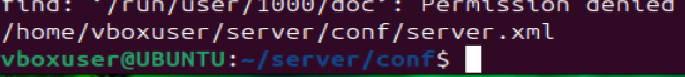 find: '/run/user/1000/doc': Permission denied
/home/vboxuser/server/conf/server.xml
vboxuser@UBUNTU:~/server/conf$